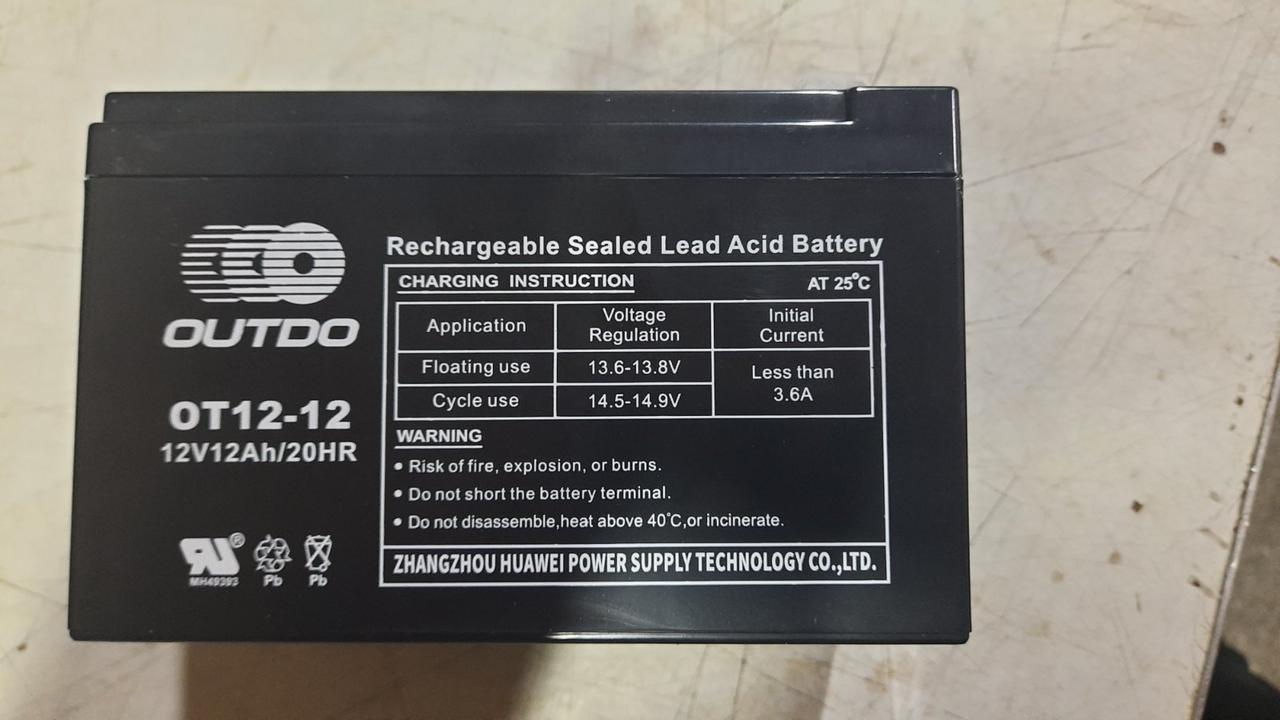 OUTDO
OT12-12
12V12Ah/20HR
MH49393
Pb
Pb
Rechargeable Sealed Lead Acid Battery
CHARGING INSTRUCTION AT 25°C
Application Voltage Regulation Initial Current
Floating use 13.6-13.8V Less than 3.6A
Cycle use 14.5-14.9V
WARNING
• Risk of fire, explosion, or burns.
• Do not short the battery terminal.
• Do not disassemble,heat above 40°C,or incinerate.
ZHANGZHOU HUAWEI POWER SUPPLY TECHNOLOGY CO.,LTD.